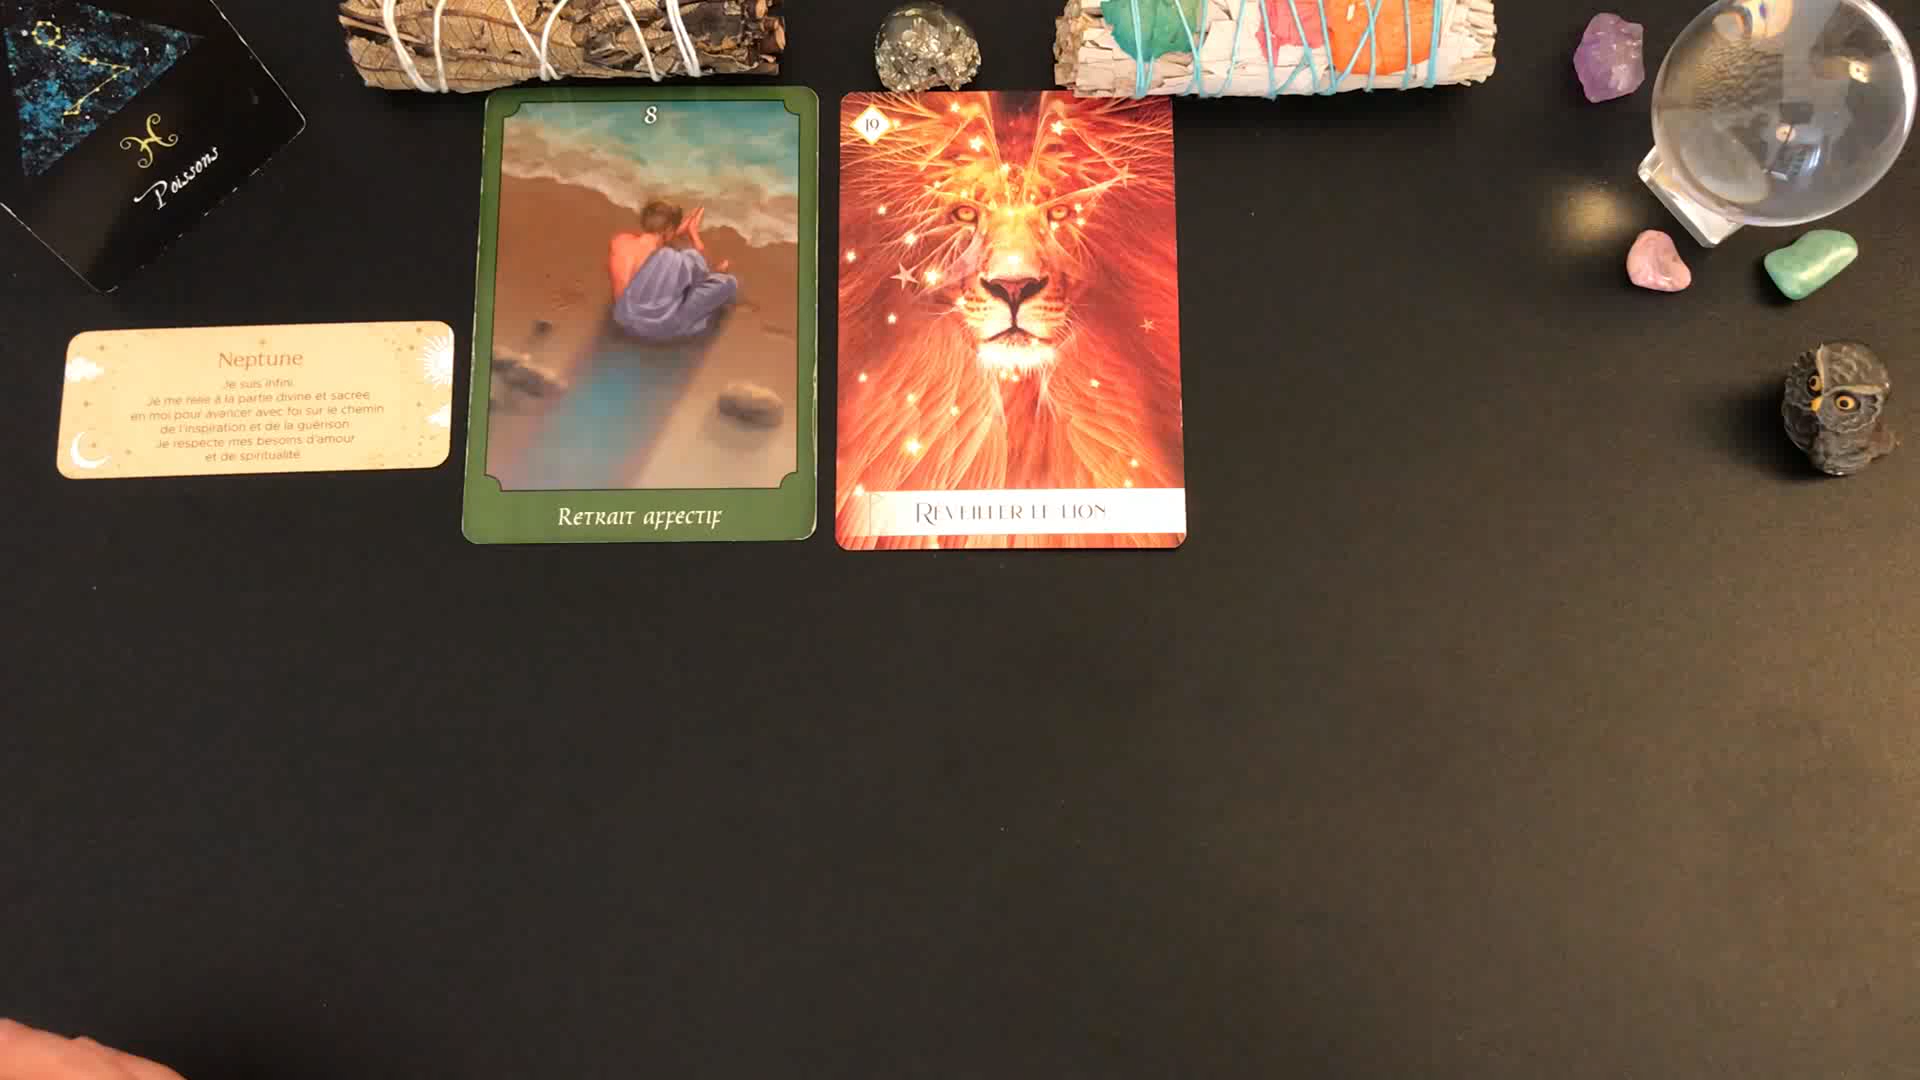 Poissons
Neptune
Je suis infini.
Je me relie à la partie divine et sacrée
en moi pour avancer avec foi sur le chemin
de l'inspiration et de la guérison.
Je respecte mes besoins d'amour
et de spiritualité.
8
Retrait affectif
19
RÉVEILLER LE LION